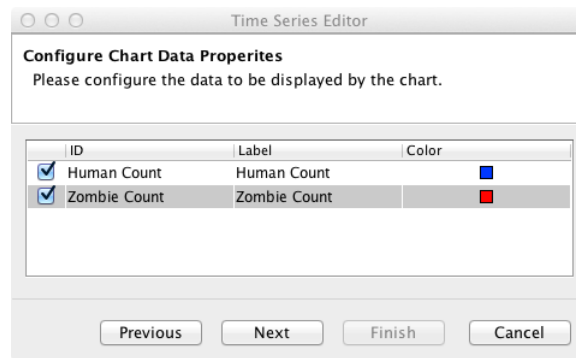 Time Series Editor
Configure Chart Data Properites
Please configure the data to be displayed by the chart.
ID Label Color
Human Count Human Count
Zombie Count Zombie Count
Previous Next Finish Cancel